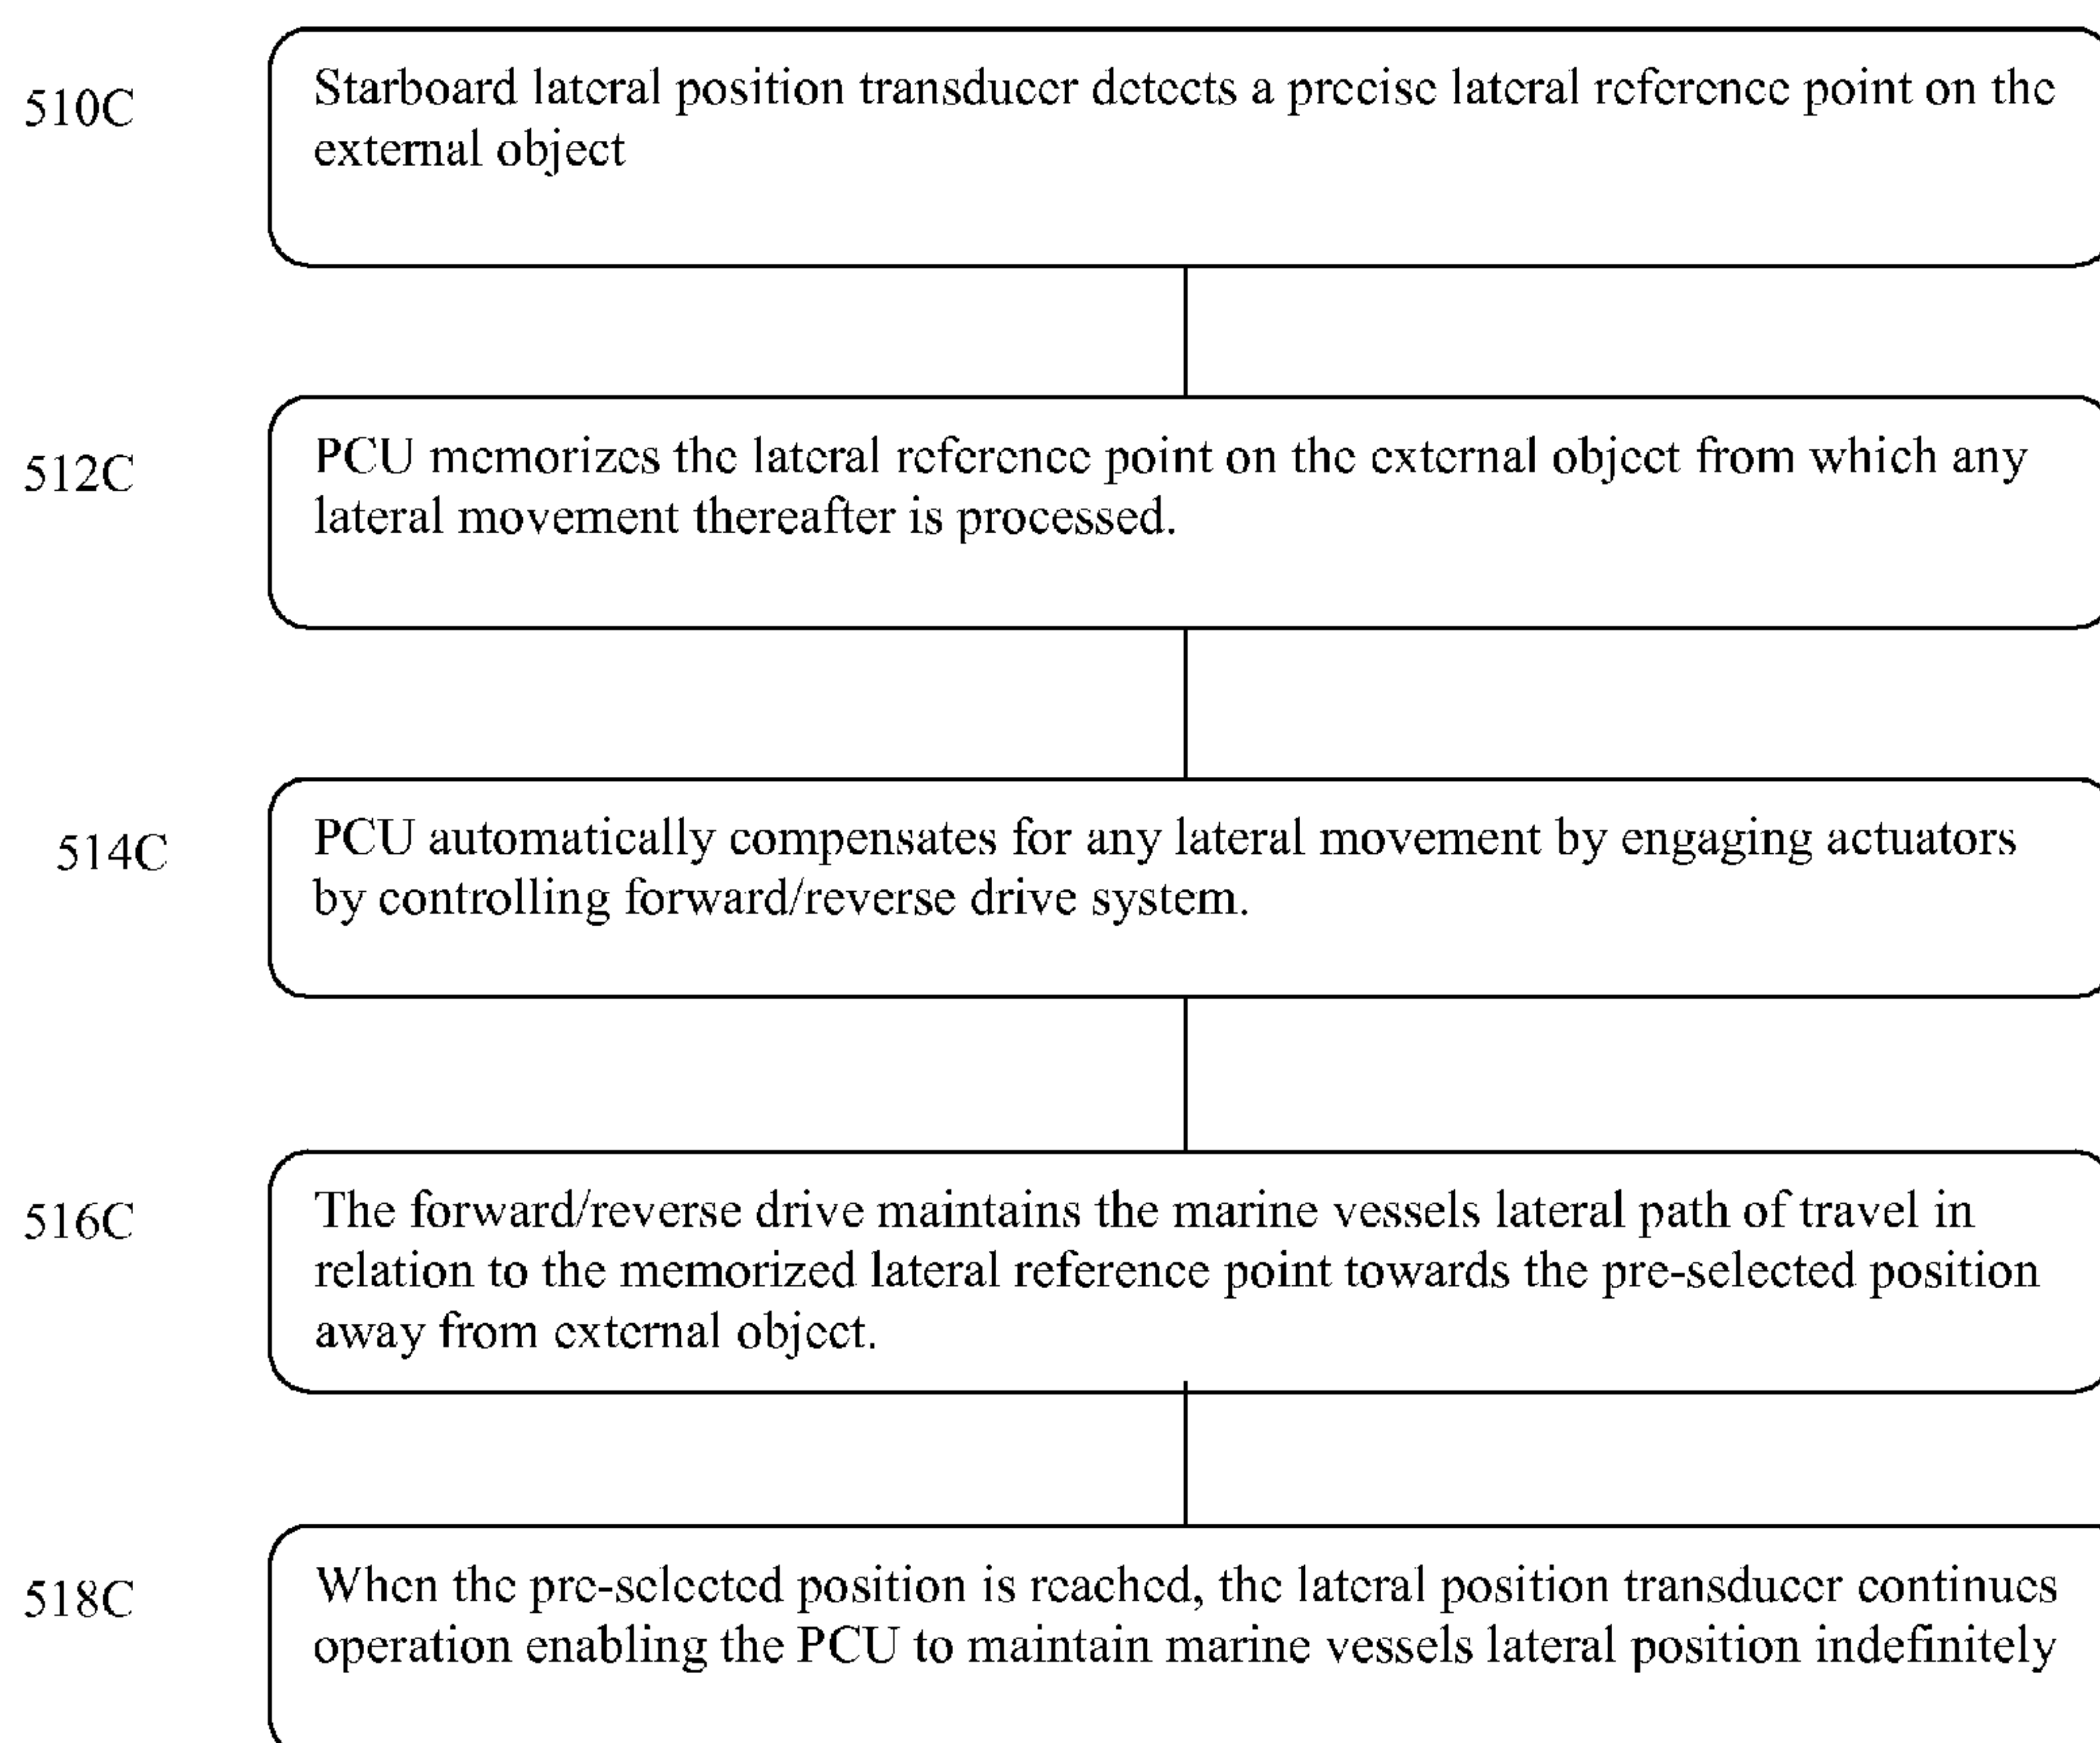 510C
Starboard lateral position transducer detects a precise lateral reference point on the
external object
512C
PCU memorizes the lateral reference point on the external object from which any
lateral movement thereafter is processed.
514C
PCU automatically compensates for any lateral movement by engaging actuators
by controlling forward/reverse drive system.
516C
The forward/reverse drive maintains the marine vessels lateral path of travel in
relation to the memorized lateral reference point towards the pre-selected position
away from external object.
518C
When the pre-selected position is reached, the lateral position transducer continues
operation enabling the PCU to maintain marine vessels lateral position indefinitely